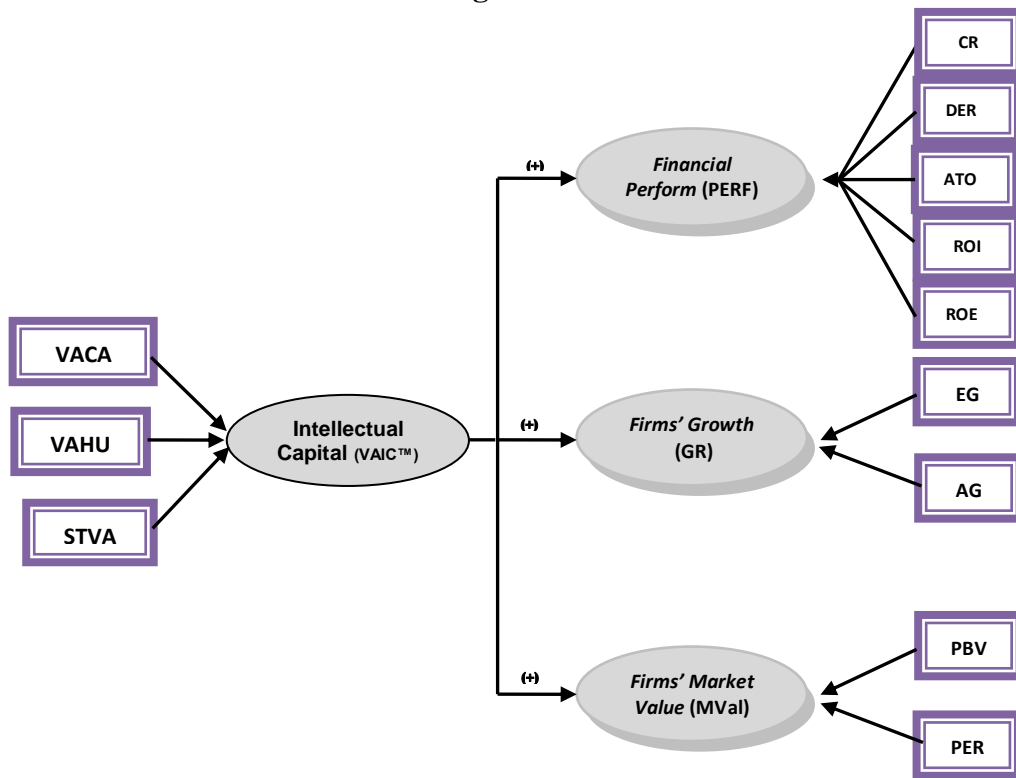 CR
DER
(+)
Financial
Perform (PERF)
ATO
ROI
ROE
VACA
EG
VAHU
Intellectual
Capital (VAIC™)
(+)
Firms' Growth
(GR)
AG
STVA
PBV
(+)
Firms' Market
Value (MVal)
PER